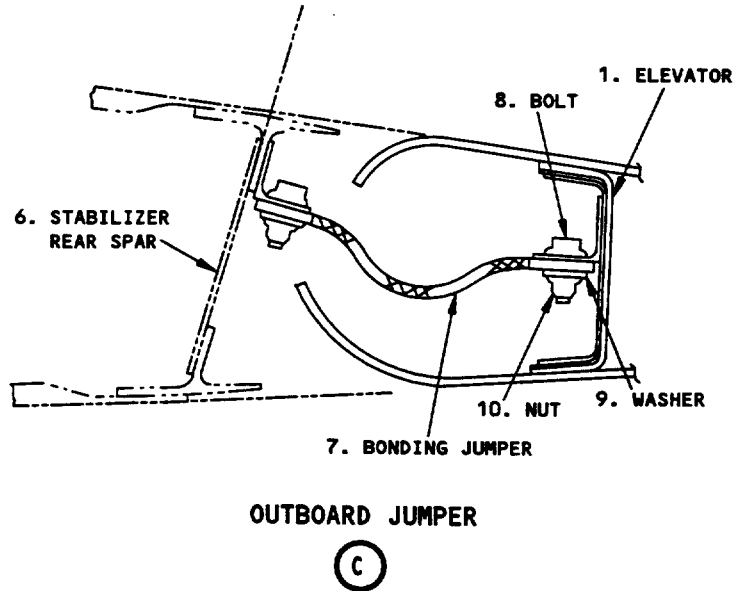 1. ELEVATOR
8. BOLT
6. STABILIZER
REAR SPAR
10. NUT
9. WASHER
7. BONDING JUMPER
OUTBOARD JUMPER
C